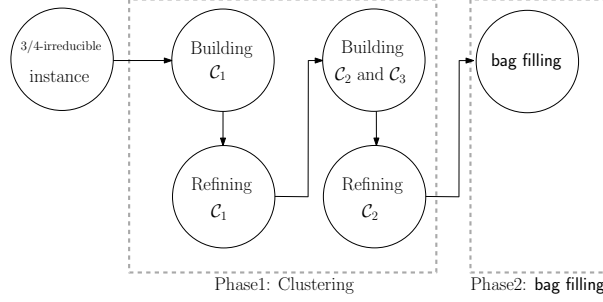 3/4-irreducible
instance
Building
𝒞₁
Refining
𝒞₁
Building
𝒞₂ and 𝒞₃
Refining
𝒞₂
bag filling
Phase1: Clustering
Phase2: bag filling